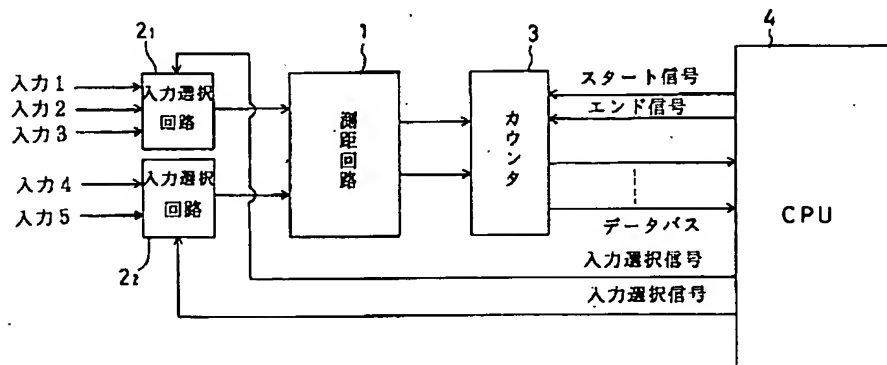 2₁
1
3
4
入力1
入力2
入力3
入力選択
回路
入力4
入力5
入力選択
回路
2₂
測距回路
カウンタ
スタート信号
エンド信号
データバス
入力選択信号
入力選択信号
CPU